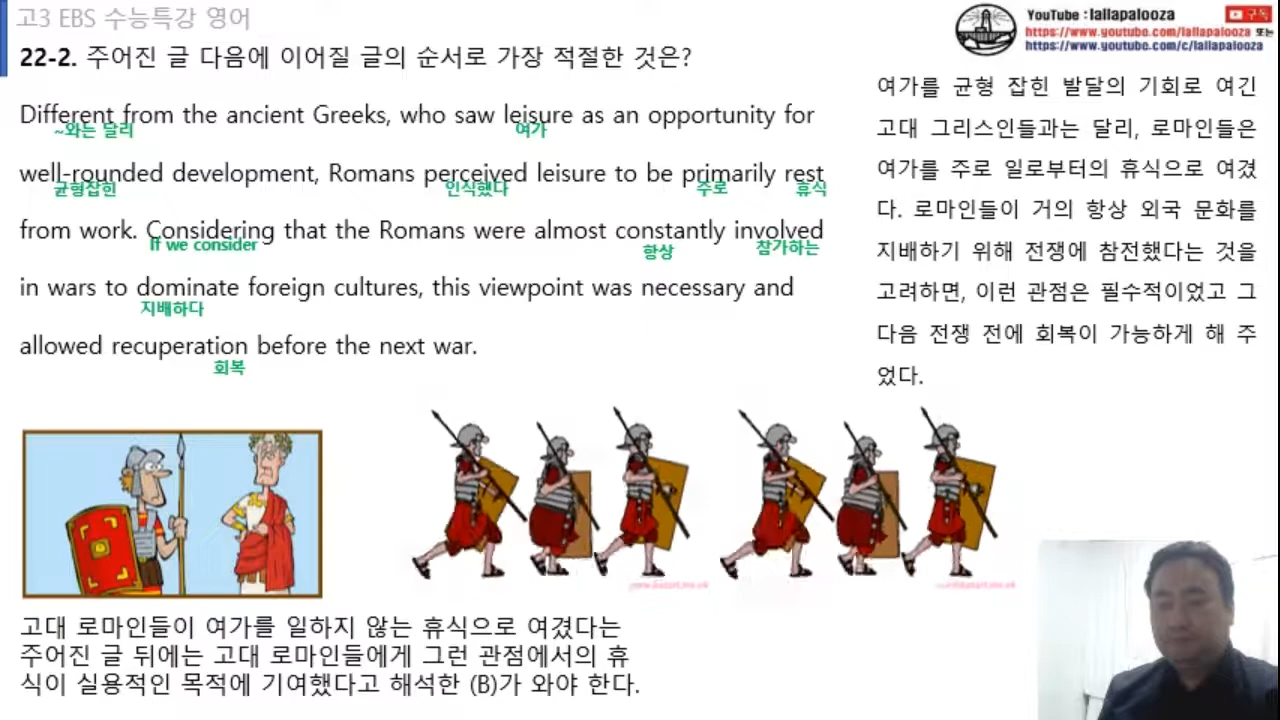 고3 EBS 수능특강 영어
YouTube : lallapalooza
구독
https://www.youtube.com/lallapalooza 또는
https://www.youtube.com/c/lallapalooza
22-2. 주어진 글 다음에 이어질 글의 순서로 가장 적절한 것은?
Different from the ancient Greeks, who saw leisure as an opportunity for
~와는 달리 여가
well-rounded development, Romans perceived leisure to be primarily rest
균형잡힌 인식했다 주로 휴식
from work. Considering that the Romans were almost constantly involved
If we consider 항상 참가하는
in wars to dominate foreign cultures, this viewpoint was necessary and
지배하다
allowed recuperation before the next war.
회복
여가를 균형 잡힌 발달의 기회로 여긴
고대 그리스인들과는 달리, 로마인들은
여가를 주로 일로부터의 휴식으로 여겼
다. 로마인들이 거의 항상 외국 문화를
지배하기 위해 전쟁에 참전했다는 것을
고려하면, 이런 관점은 필수적이었고 그
다음 전쟁 전에 회복이 가능하게 해 주
었다.
고대 로마인들이 여가를 일하지 않는 휴식으로 여겼다는
주어진 글 뒤에는 고대 로마인들에게 그런 관점에서의 휴
식이 실용적인 목적에 기여했다고 해석한 (B)가 와야 한다.